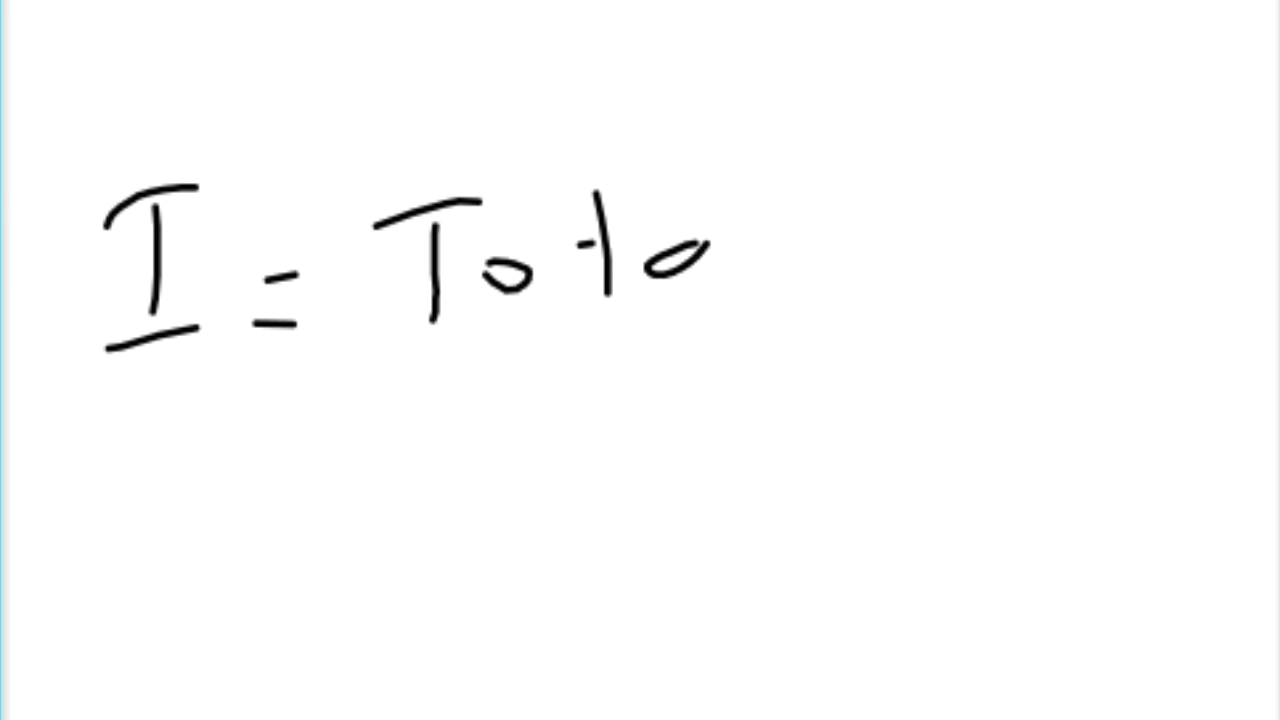 I = Toto